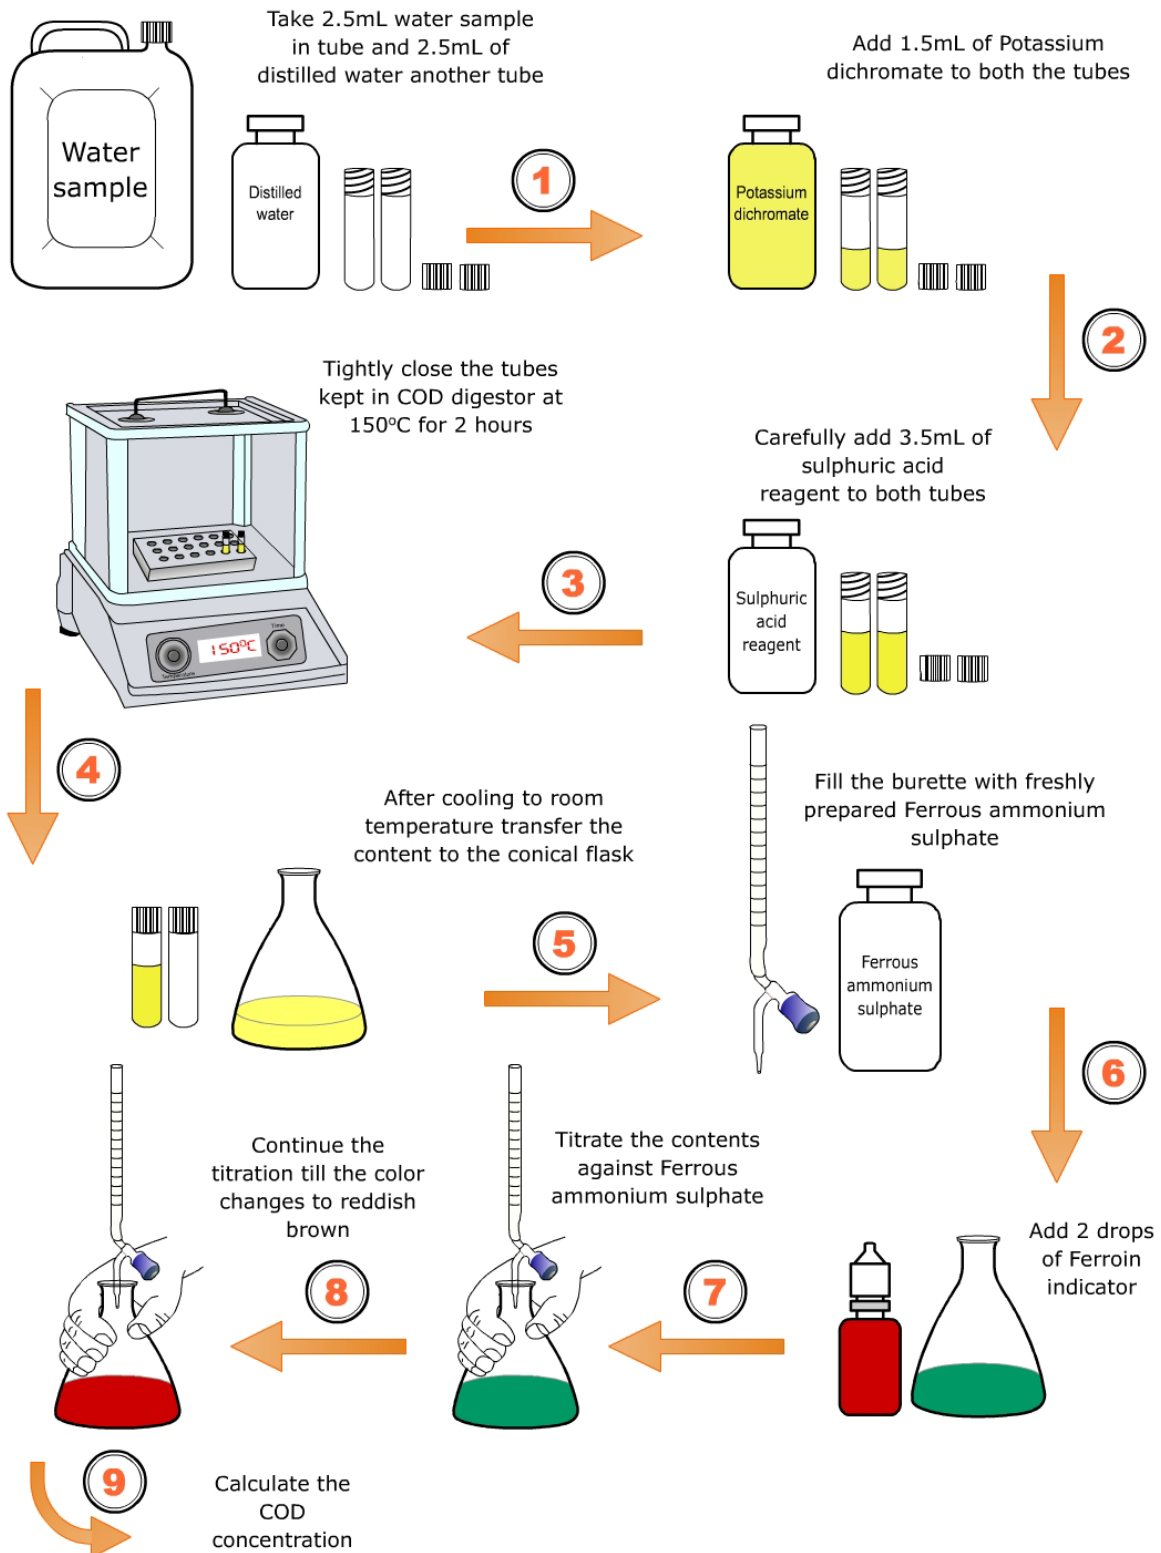 Take 2.5mL water sample
in tube and 2.5mL of
distilled water another tube
Water
sample
Distilled
water
1
Add 1.5mL of Potassium
dichromate to both the tubes
Potassium
dichromate
2
Carefully add 3.5mL of
sulphuric acid
reagent to both tubes
Sulphuric
acid
reagent
3
Tightly close the tubes
kept in COD digestor at
150⁰C for 2 hours
Time
150⁰C
Temperature
4
After cooling to room
temperature transfer the
content to the conical flask
5
Fill the burette with freshly
prepared Ferrous ammonium
sulphate
Ferrous
ammonium
sulphate
6
Add 2 drops
of Ferroin
indicator
7
Titrate the contents
against Ferrous
ammonium sulphate
8
Continue the
titration till the color
changes to reddish
brown
9
Calculate the
COD
concentration